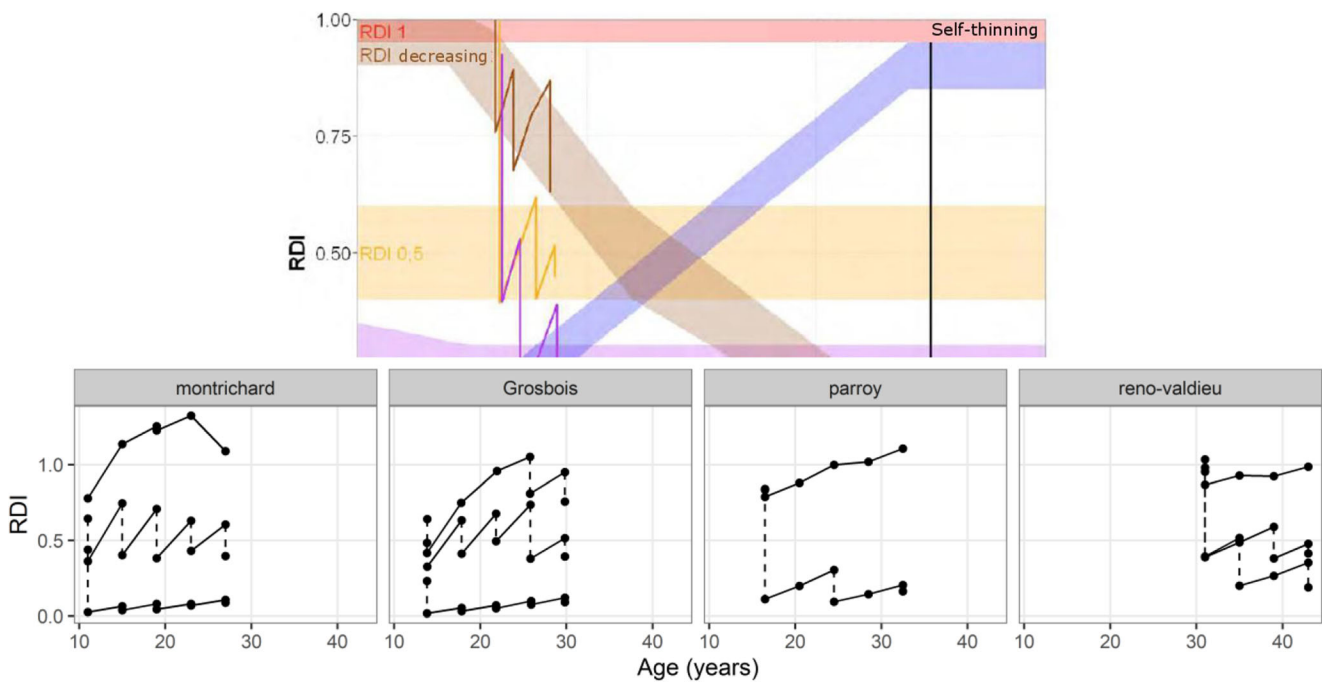 1.00
RDI 1
Self-thinning
RDI decreasing
0.75
RDI
0.50
RDI 0,5
montrichard
Grosbois
parroy
reno-valdieu
RDI
1.0
0.5
0.0
10 20 30 40 10 20 30 40 10 20 30 40 10 20 30 40
Age (years)